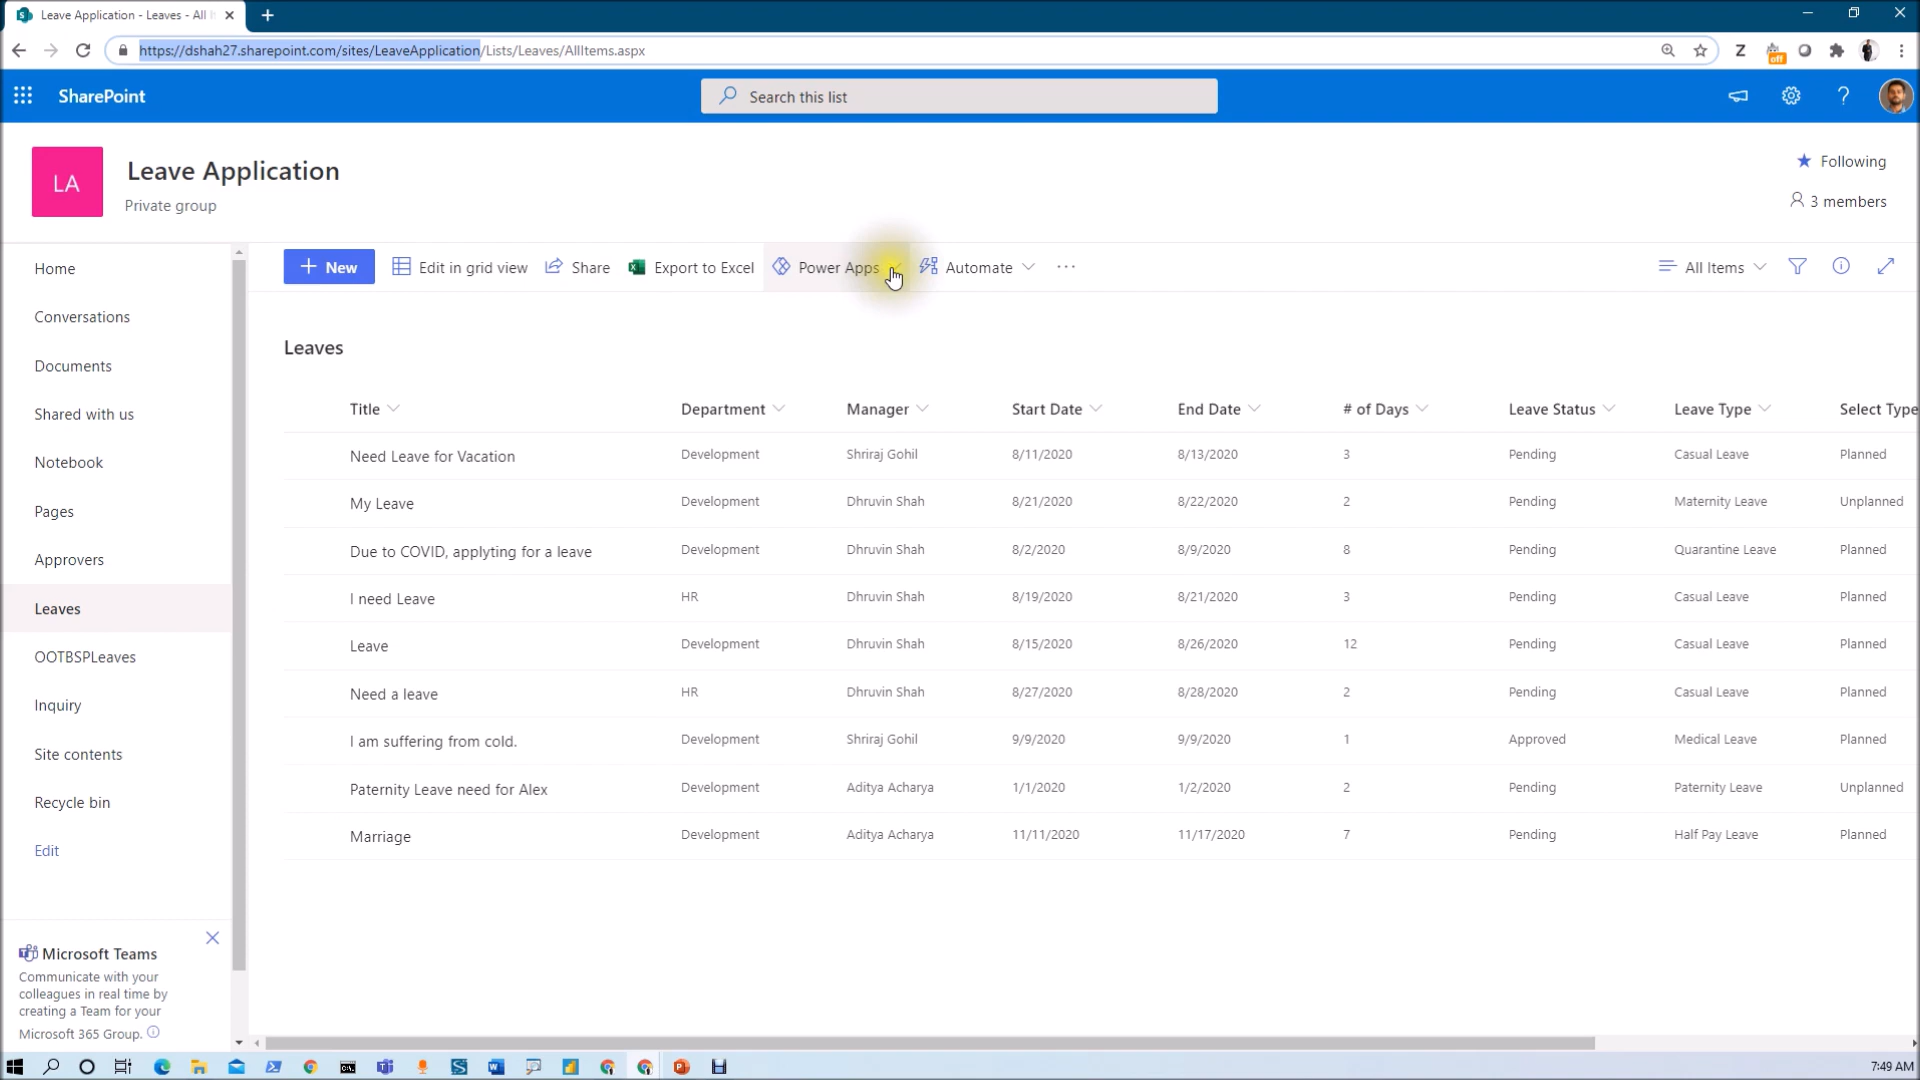 Leave Application - Leaves - All
https://dshah27.sharepoint.com/sites/LeaveApplication/Lists/Leaves/AllItems.aspx
Z
off
SharePoint
Search this list
?
LA
Leave Application
Private group
Following
3 members
Home
Conversations
Documents
Shared with us
Notebook
Pages
Approvers
Leaves
OOTBSPLeaves
Inquiry
Site contents
Recycle bin
Edit
Microsoft Teams
Communicate with your
colleagues in real time by
creating a Team for your
Microsoft 365 Group.
+ New Edit in grid view Share Export to Excel Power Apps Automate ... All Items
Leaves
Title Department Manager Start Date End Date # of Days Leave Status Leave Type Select Type
Need Leave for Vacation Development Shriraj Gohil 8/11/2020 8/13/2020 3 Pending Casual Leave Planned
My Leave Development Dhruvin Shah 8/21/2020 8/22/2020 2 Pending Maternity Leave Unplanned
Due to COVID, applyting for a leave Development Dhruvin Shah 8/2/2020 8/9/2020 8 Pending Quarantine Leave Planned
I need Leave HR Dhruvin Shah 8/19/2020 8/21/2020 3 Pending Casual Leave Planned
Leave Development Dhruvin Shah 8/15/2020 8/26/2020 12 Pending Casual Leave Planned
Need a leave HR Dhruvin Shah 8/27/2020 8/28/2020 2 Pending Casual Leave Planned
I am suffering from cold. Development Shriraj Gohil 9/9/2020 9/9/2020 1 Approved Medical Leave Planned
Paternity Leave need for Alex Development Aditya Acharya 1/1/2020 1/2/2020 2 Pending Paternity Leave Unplanned
Marriage Development Aditya Acharya 11/11/2020 11/17/2020 7 Pending Half Pay Leave Planned
7:49 AM